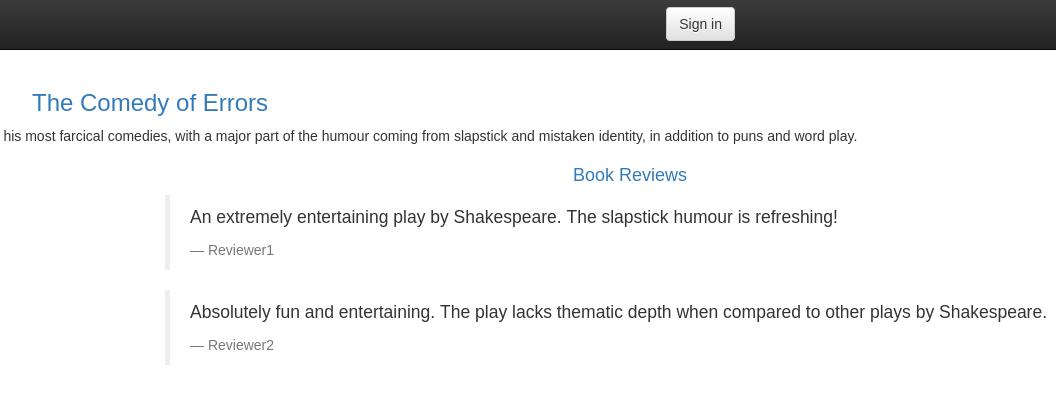 Sign in
The Comedy of Errors
his most farcical comedies, with a major part of the humour coming from slapstick and mistaken identity, in addition to puns and word play.
Book Reviews
An extremely entertaining play by Shakespeare. The slapstick humour is refreshing!
— Reviewer1
Absolutely fun and entertaining. The play lacks thematic depth when compared to other plays by Shakespeare.
— Reviewer2